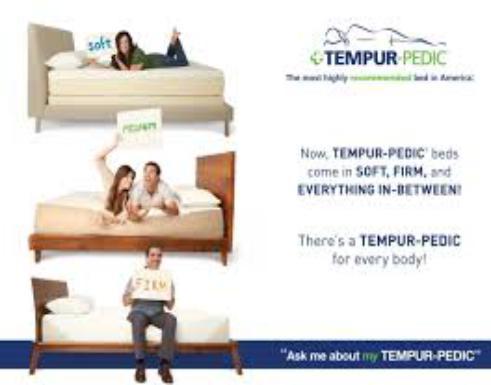 soft
TEMPUR-PEDIC
The most highly recommended bed in America.
MEDIUM
Now, TEMPUR-PEDIC® beds
come in SOFT, FIRM, and
EVERYTHING IN-BETWEEN!
There's a TEMPUR-PEDIC
for every body!
FIRM
"Ask me about my TEMPUR-PEDIC®"